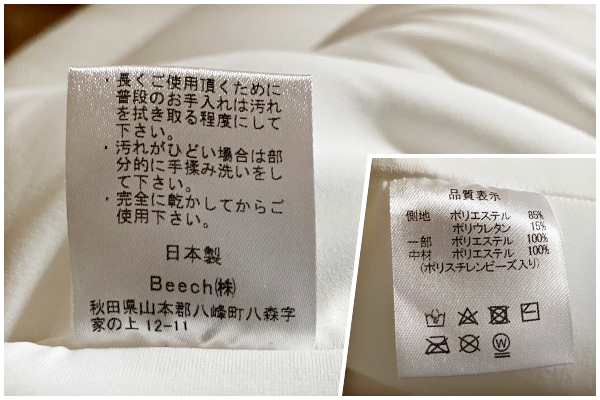 ・長くご使用頂くために
普段のお手入れは汚れ
を拭き取る程度にして
下さい。
・汚れがひどい場合は部
分的に手揉み洗いをし
て下さい。
・完全に乾かしてからご
使用下さい。
日本製
Beech㈱
秋田県山本郡八峰町八森字
家の上 12-11
品質表示
側地 ポリエステル 85%
ポリウレタン 15%
一部 ポリエステル 100%
中材 ポリエステル 100%
(ポリスチレンビーズ入り)
W